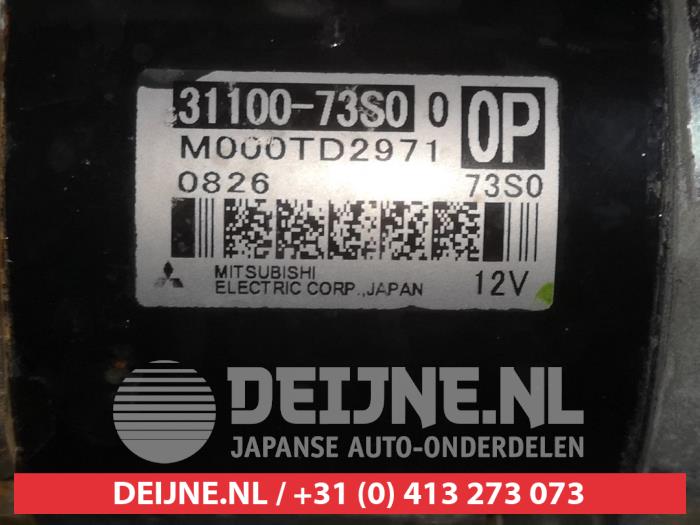 31100-73S0 0 0P
M000TD2971
0826 73S0
MITSUBISHI
ELECTRIC CORP.,JAPAN 12V
DEIJNE.NL
JAPANSE AUTO-ONDERDELEN
DEIJNE.NL / +31 (0) 413 273 073